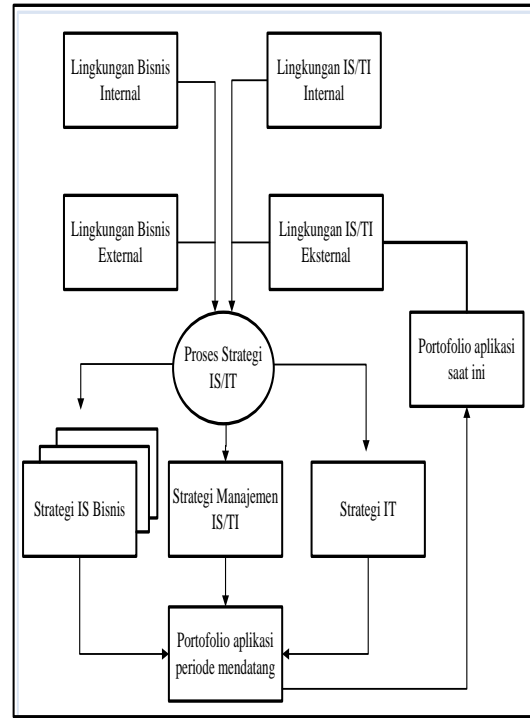 Lingkungan Bisnis
Internal
Lingkungan IS/TI
Internal
Lingkungan Bisnis
External
Lingkungan IS/TI
Eksternal
Proses Strategi
IS/IT
Portofolio aplikasi
saat ini
Strategi IS Bisnis
Strategi Manajemen
IS/TI
Strategi IT
Portofolio aplikasi
periode mendatang